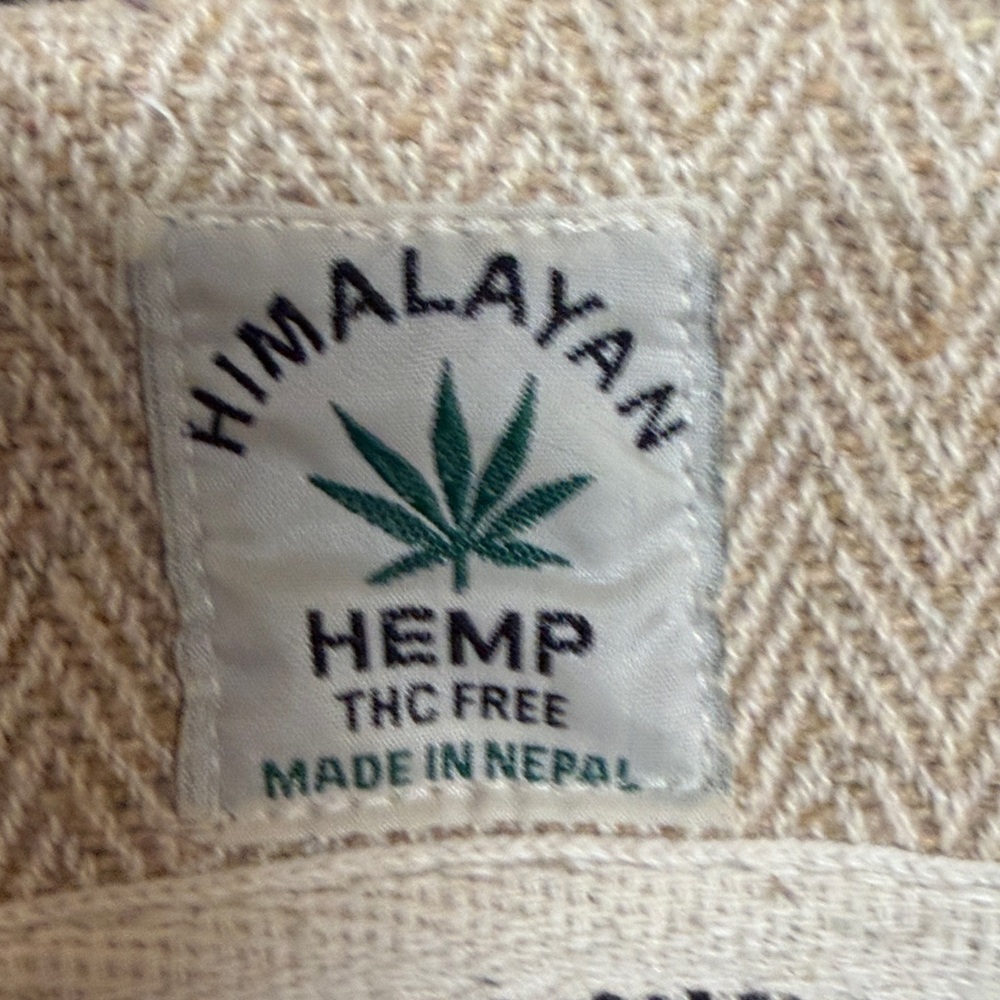 HIMALAYAN
HEMP
THC FREE
MADE IN NEPAL